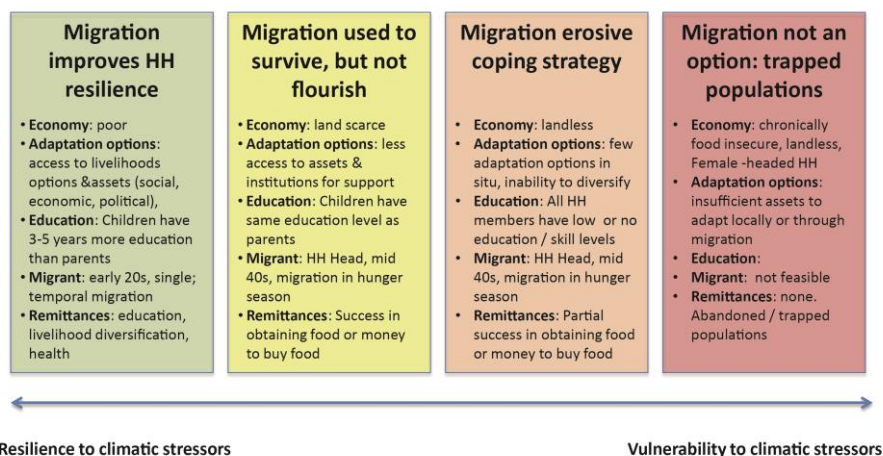 Migration
improves HH
resilience
• Economy: poor
• Adaptation options:
access to livelihoods
options &assets (social,
economic, political),
• Education: Children have
3-5 years more education
than parents
• Migrant: early 20s, single;
temporal migration
• Remittances: education,
livelihood diversification,
health
Migration used to
survive, but not
flourish
• Economy: land scarce
• Adaptation options: less
access to assets &
institutions for support
• Education: Children have
same education level as
parents
• Migrant: HH Head, mid
40s, migration in hunger
season
• Remittances: Success in
obtaining food or money
to buy food
Migration erosive
coping strategy
• Economy: landless
• Adaptation options: few
adaptation options in
situ, inability to diversify
• Education: All HH
members have low or no
education / skill levels
• Migrant: HH Head, mid
40s, migration in hunger
season
• Remittances: Partial
success in obtaining food
or money to buy food
Migration not an
option: trapped
populations
• Economy: chronically
food insecure, landless,
Female -headed HH
• Adaptation options:
insufficient assets to
adapt locally or through
migration
• Education:
• Migrant: not feasible
• Remittances: none.
Abandoned / trapped
populations
Resilience to climatic stressors
Vulnerability to climatic stressors